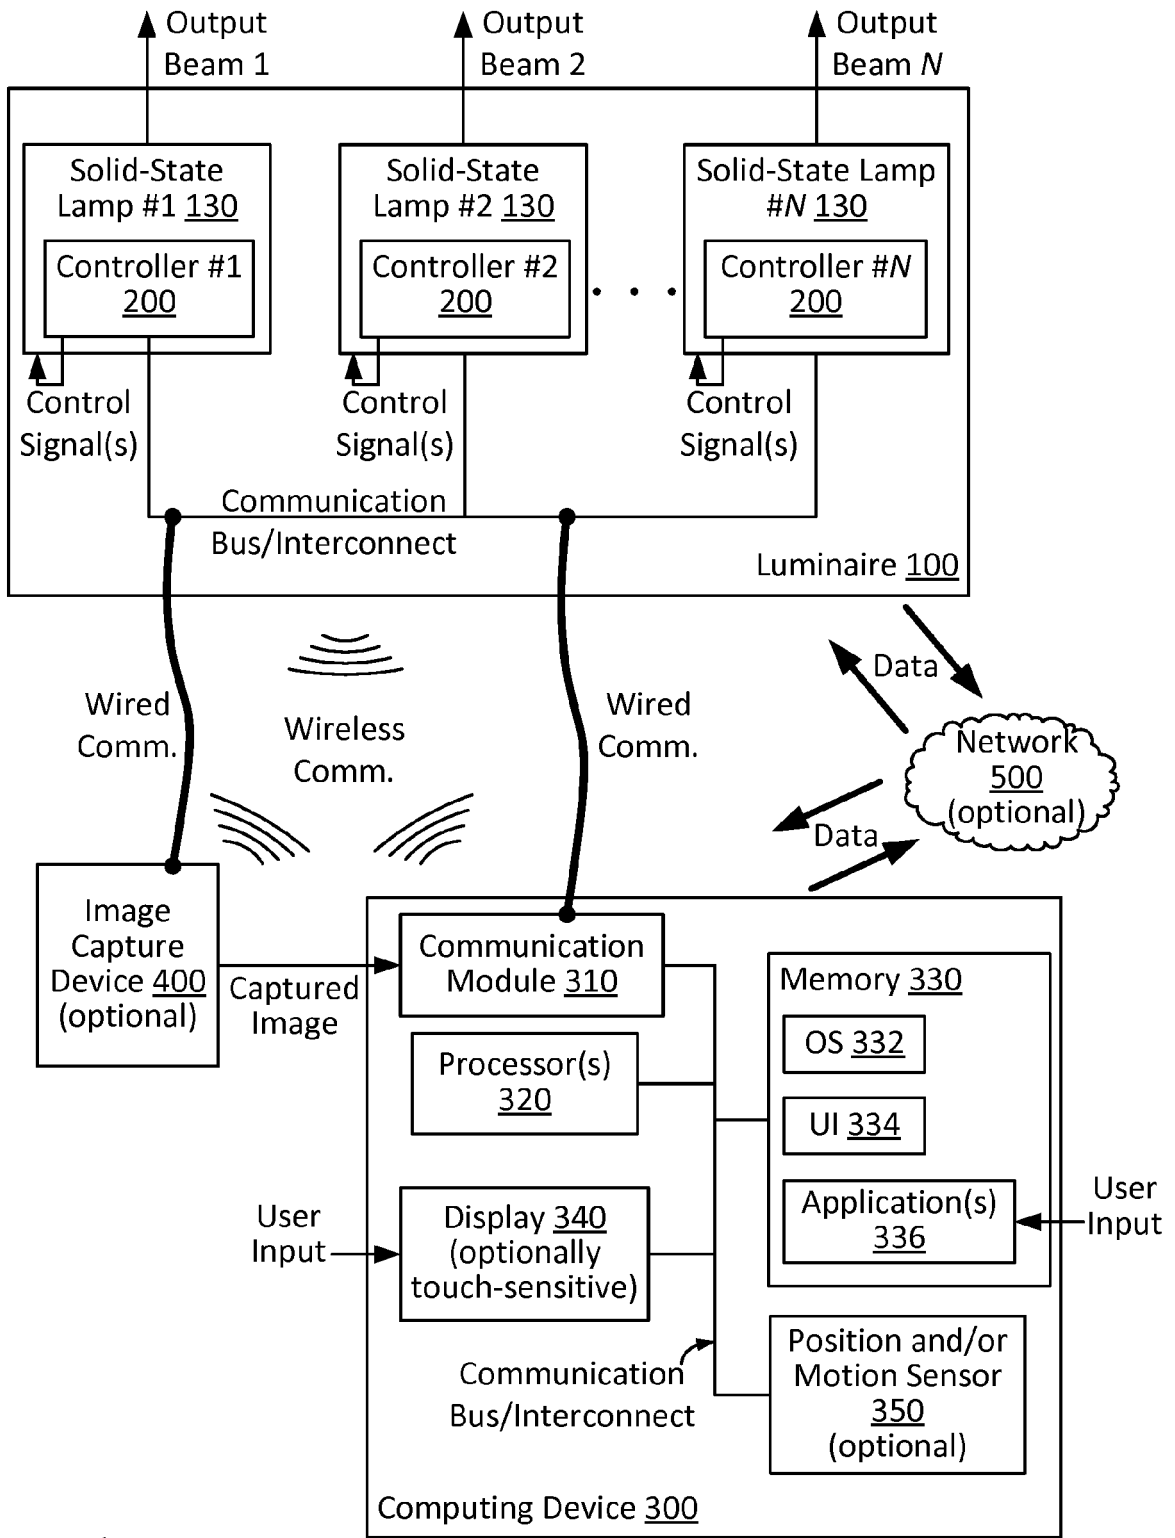 Output
Beam 1
Output
Beam 2
Output
Beam N
Solid-State
Lamp #1 130
Controller #1
200
Solid-State
Lamp #2 130
Controller #2
200
. . .
Solid-State Lamp
#N 130
Controller #N
200
Control
Signal(s)
Control
Signal(s)
Control
Signal(s)
Communication
Bus/Interconnect
Luminaire 100
Wired
Comm.
Wireless
Comm.
Wired
Comm.
Data
Network
500
(optional)
Data
Image
Capture
Device 400
(optional)
Captured
Image
Communication
Module 310
Processor(s)
320
Memory 330
OS 332
UI 334
Application(s)
336
User
Input
User
Input
Display 340
(optionally
touch-sensitive)
Communication
Bus/Interconnect
Position and/or
Motion Sensor
350
(optional)
Computing Device 300